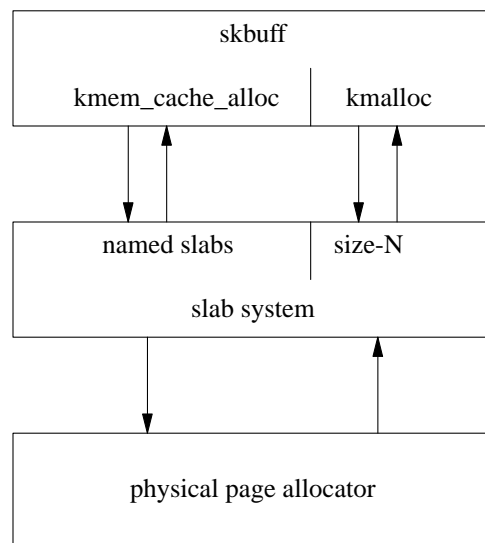 skbuff
kmem_cache_alloc kmalloc
named slabs size-N
slab system
physical page allocator